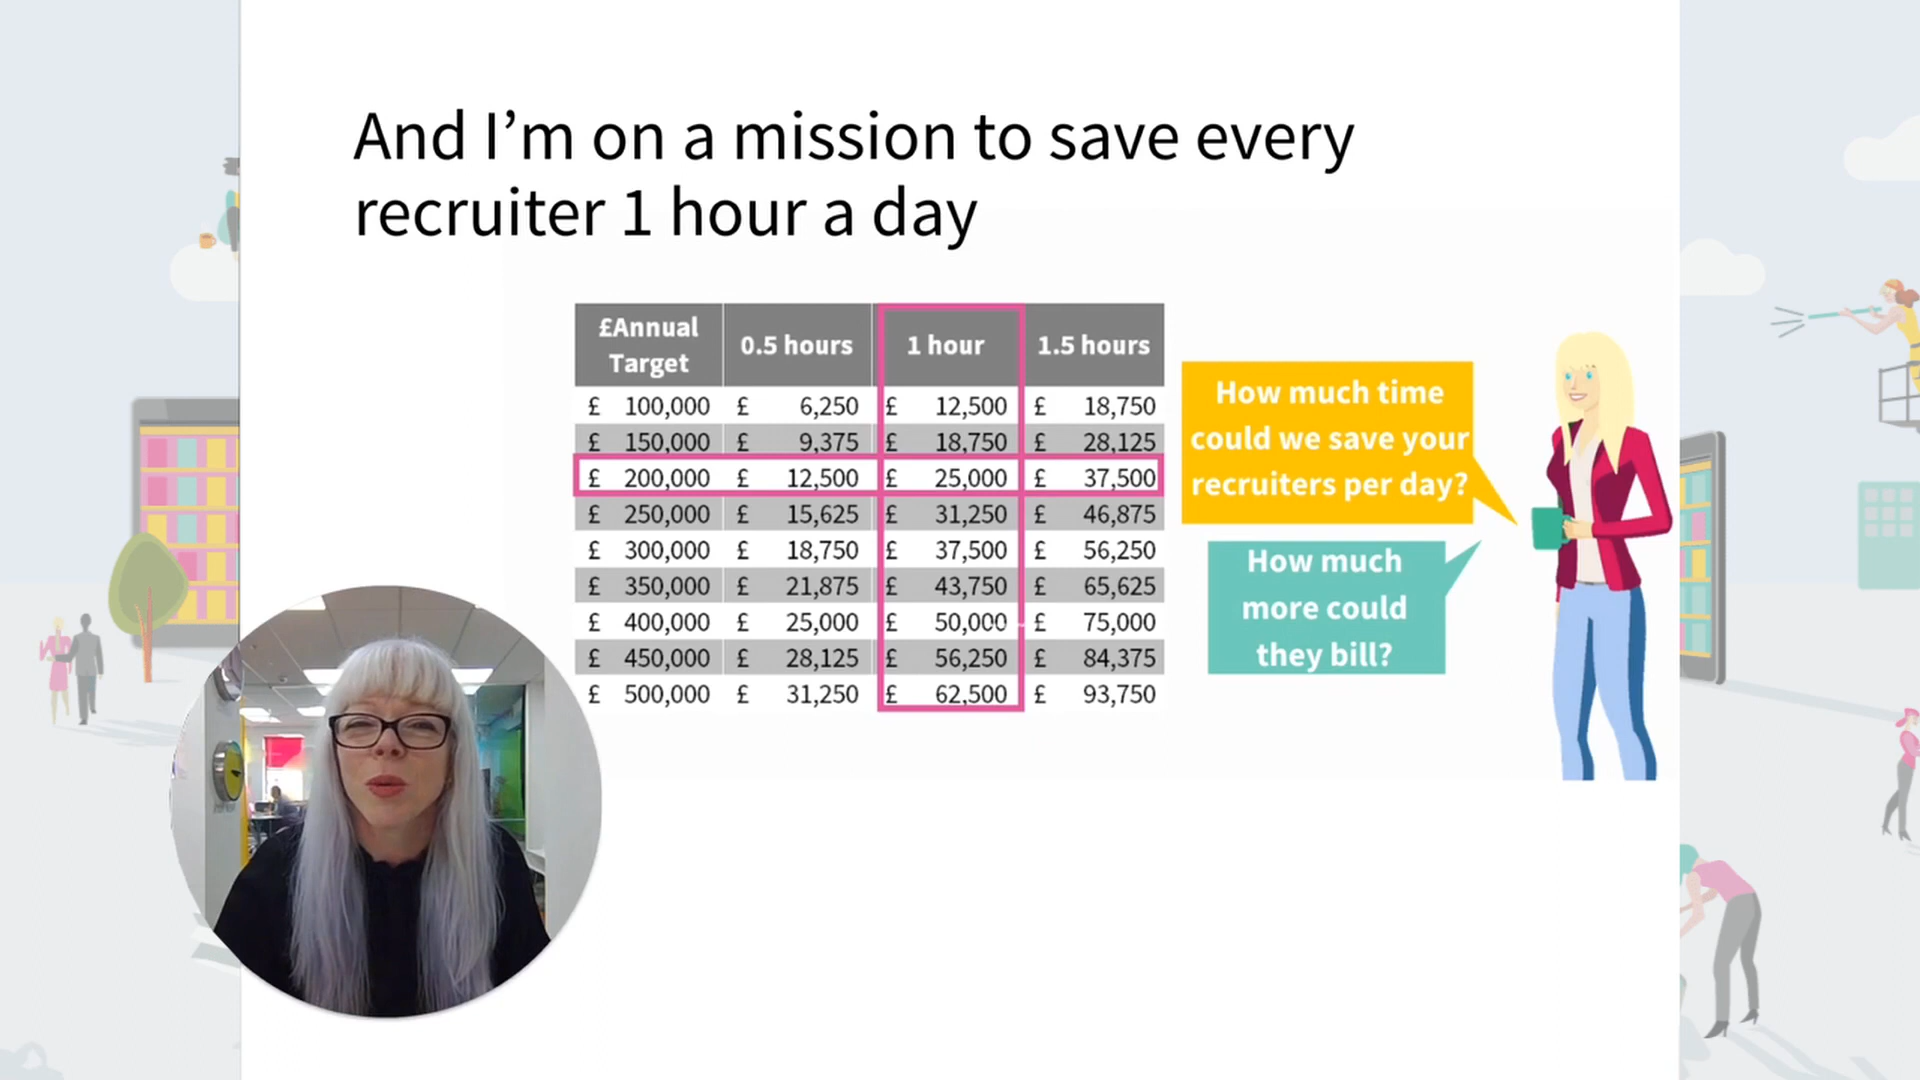 And I’m on a mission to save every
recruiter 1 hour a day
£Annual
Target
0.5 hours
1 hour
1.5 hours
£ 100,000 £ 6,250 £ 12,500 £ 18,750
£ 150,000 £ 9,375 £ 18,750 £ 28,125
£ 200,000 £ 12,500 £ 25,000 £ 37,500
£ 250,000 £ 15,625 £ 31,250 £ 46,875
£ 300,000 £ 18,750 £ 37,500 £ 56,250
£ 350,000 £ 21,875 £ 43,750 £ 65,625
£ 400,000 £ 25,000 £ 50,000 £ 75,000
£ 450,000 £ 28,125 £ 56,250 £ 84,375
£ 500,000 £ 31,250 £ 62,500 £ 93,750
How much time
could we save your
recruiters per day?
How much
more could
they bill?